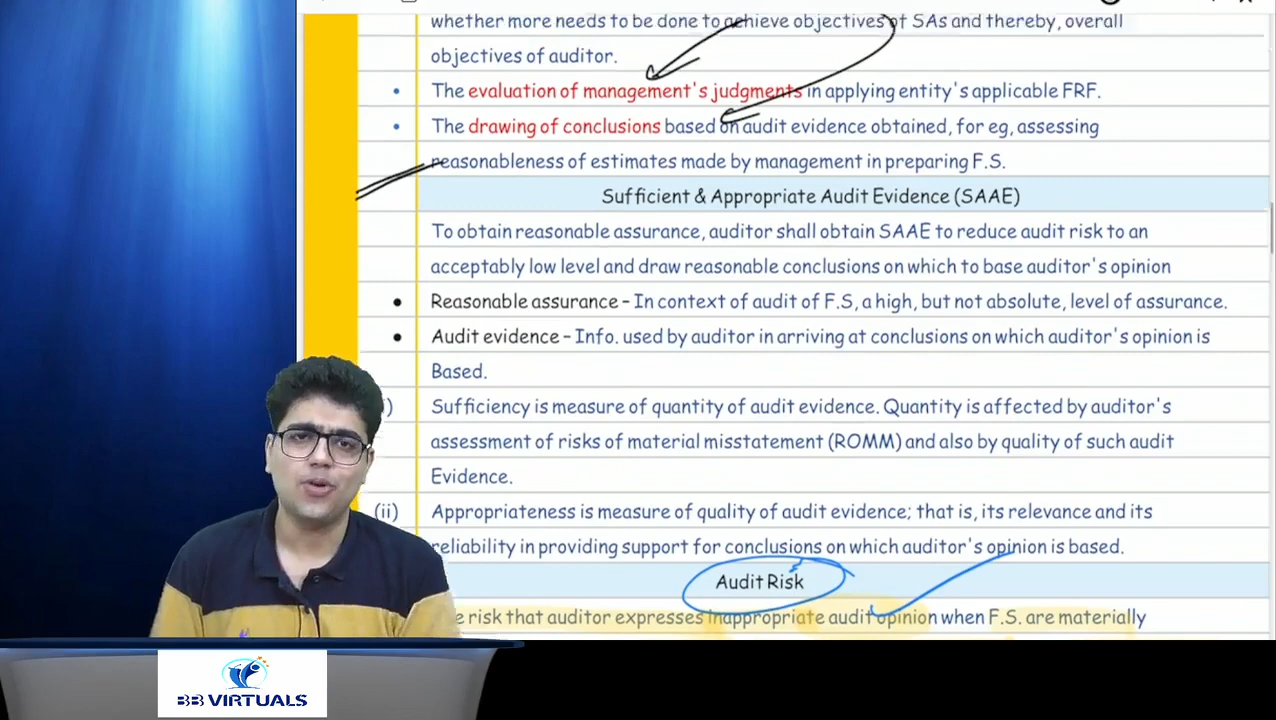 whether more needs to be done to achieve objectives of SAs and thereby, overall
objectives of auditor.
• The evaluation of management's judgments in applying entity's applicable FRF.
• The drawing of conclusions based on audit evidence obtained, for eg, assessing
reasonableness of estimates made by management in preparing F.S.
Sufficient & Appropriate Audit Evidence (SAAE)
To obtain reasonable assurance, auditor shall obtain SAAE to reduce audit risk to an
acceptably low level and draw reasonable conclusions on which to base auditor's opinion
• Reasonable assurance – In context of audit of F.S, a high, but not absolute, level of assurance.
• Audit evidence – Info. used by auditor in arriving at conclusions on which auditor's opinion is
Based.
) Sufficiency is measure of quantity of audit evidence. Quantity is affected by auditor's
assessment of risks of material misstatement (ROMM) and also by quality of such audit
Evidence.
(ii) Appropriateness is measure of quality of audit evidence; that is, its relevance and its
reliability in providing support for conclusions on which auditor's opinion is based.
Audit Risk
risk that auditor expresses inappropriate audit opinion when F.S. are materially
BB VIRTUALS